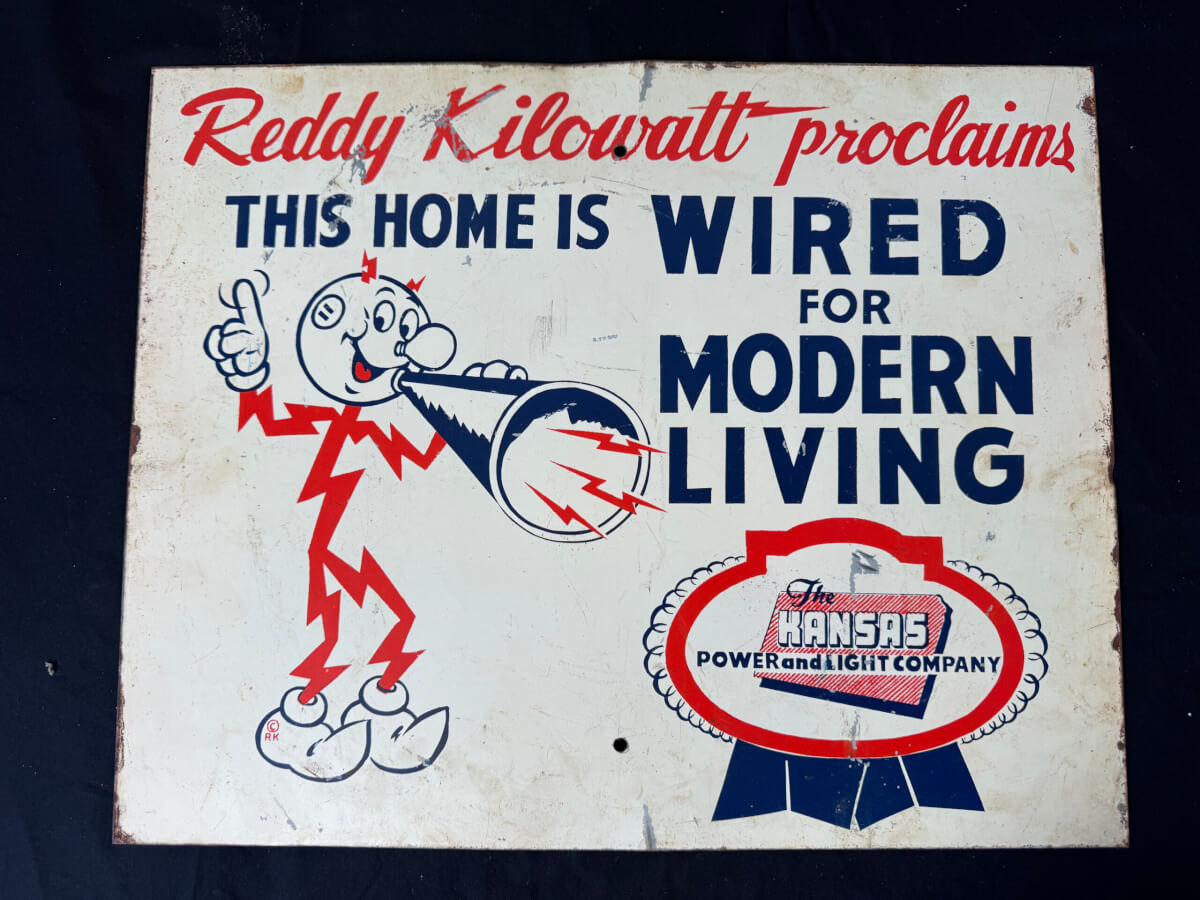 Reddy Kilowatt proclaims
THIS HOME IS WIRED
FOR
MODERN
LIVING
The
KANSAS
POWER and LIGHT COMPANY
©
RK